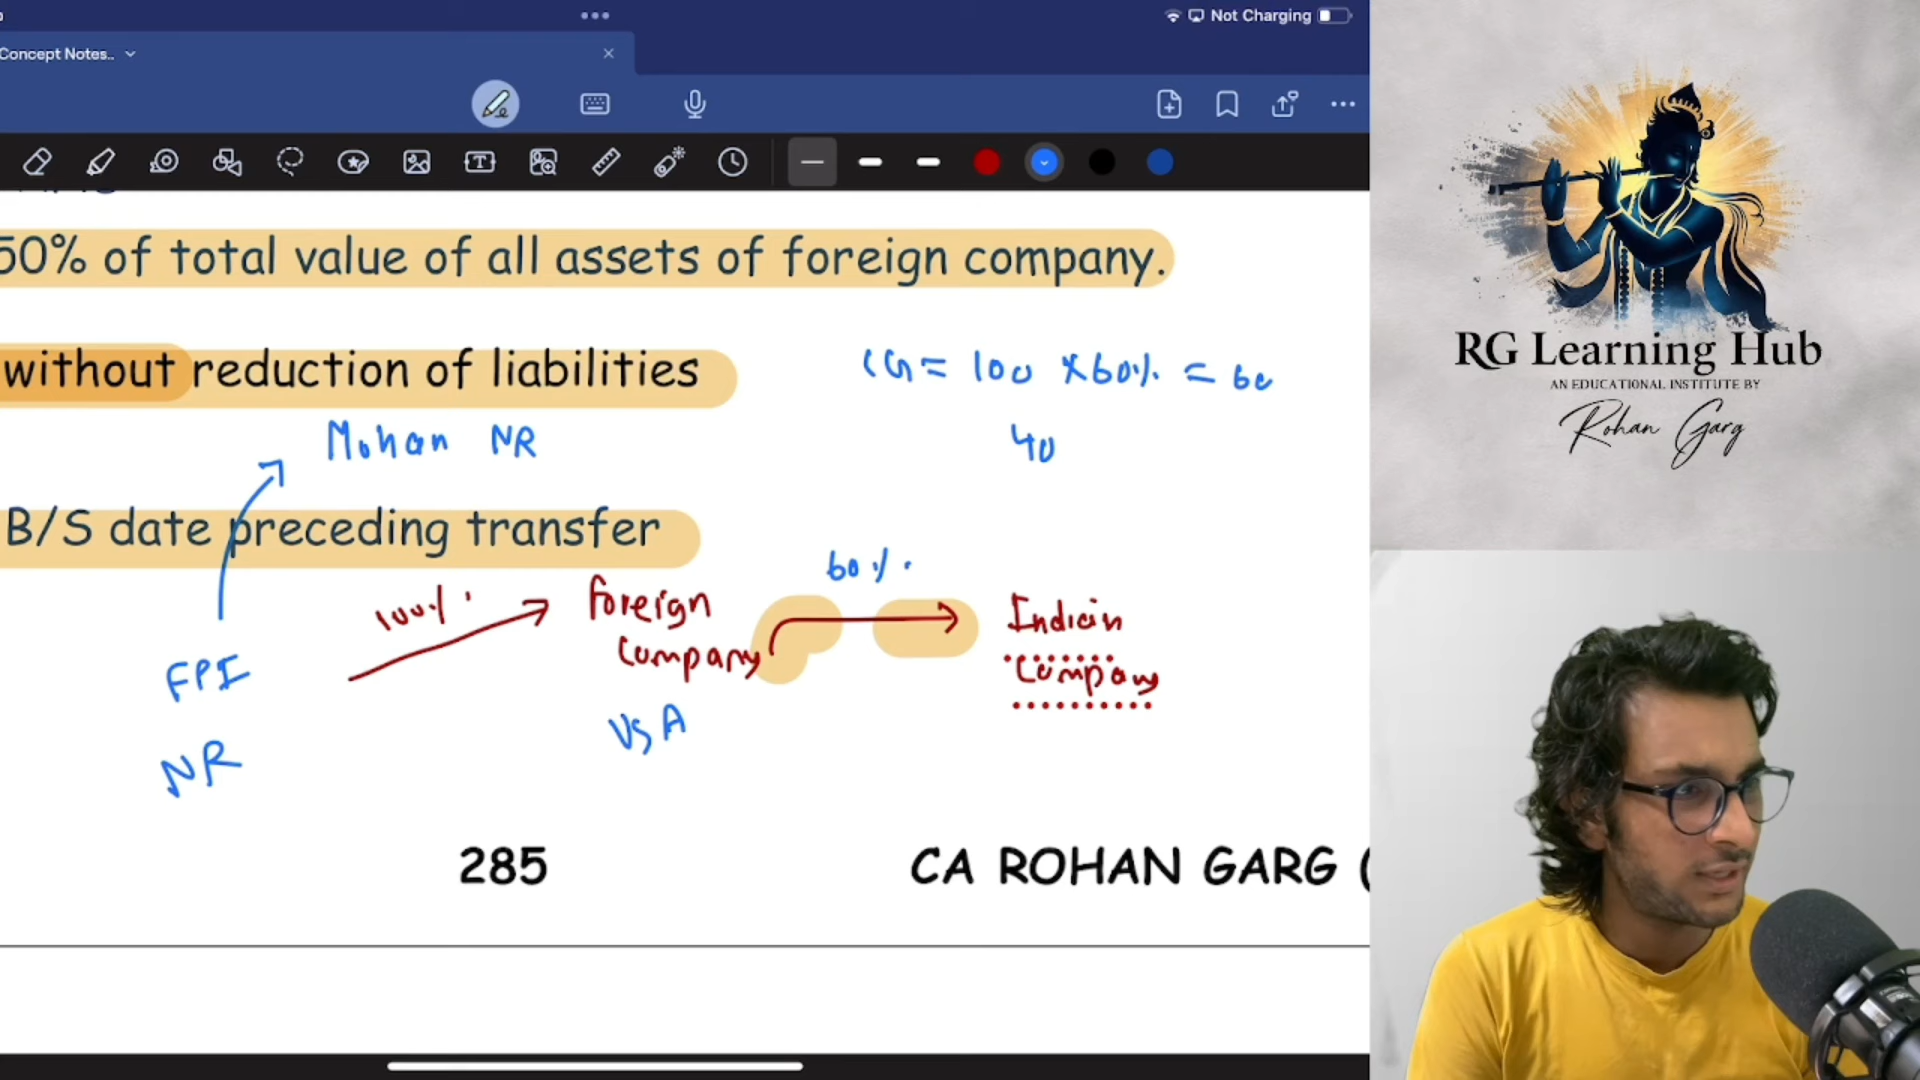 Not Charging
Concept Notes..
50% of total value of all assets of foreign company.
without reduction of liabilities
CG = 100 x 60% = 60
40
Mohan NR
B/S date preceding transfer
60%
100%
Foreign
Company
Indian
Company
FPI
NR
USA
285
CA ROHAN GARG (
RG Learning Hub
AN EDUCATIONAL INSTITUTE BY
Rohan Garg